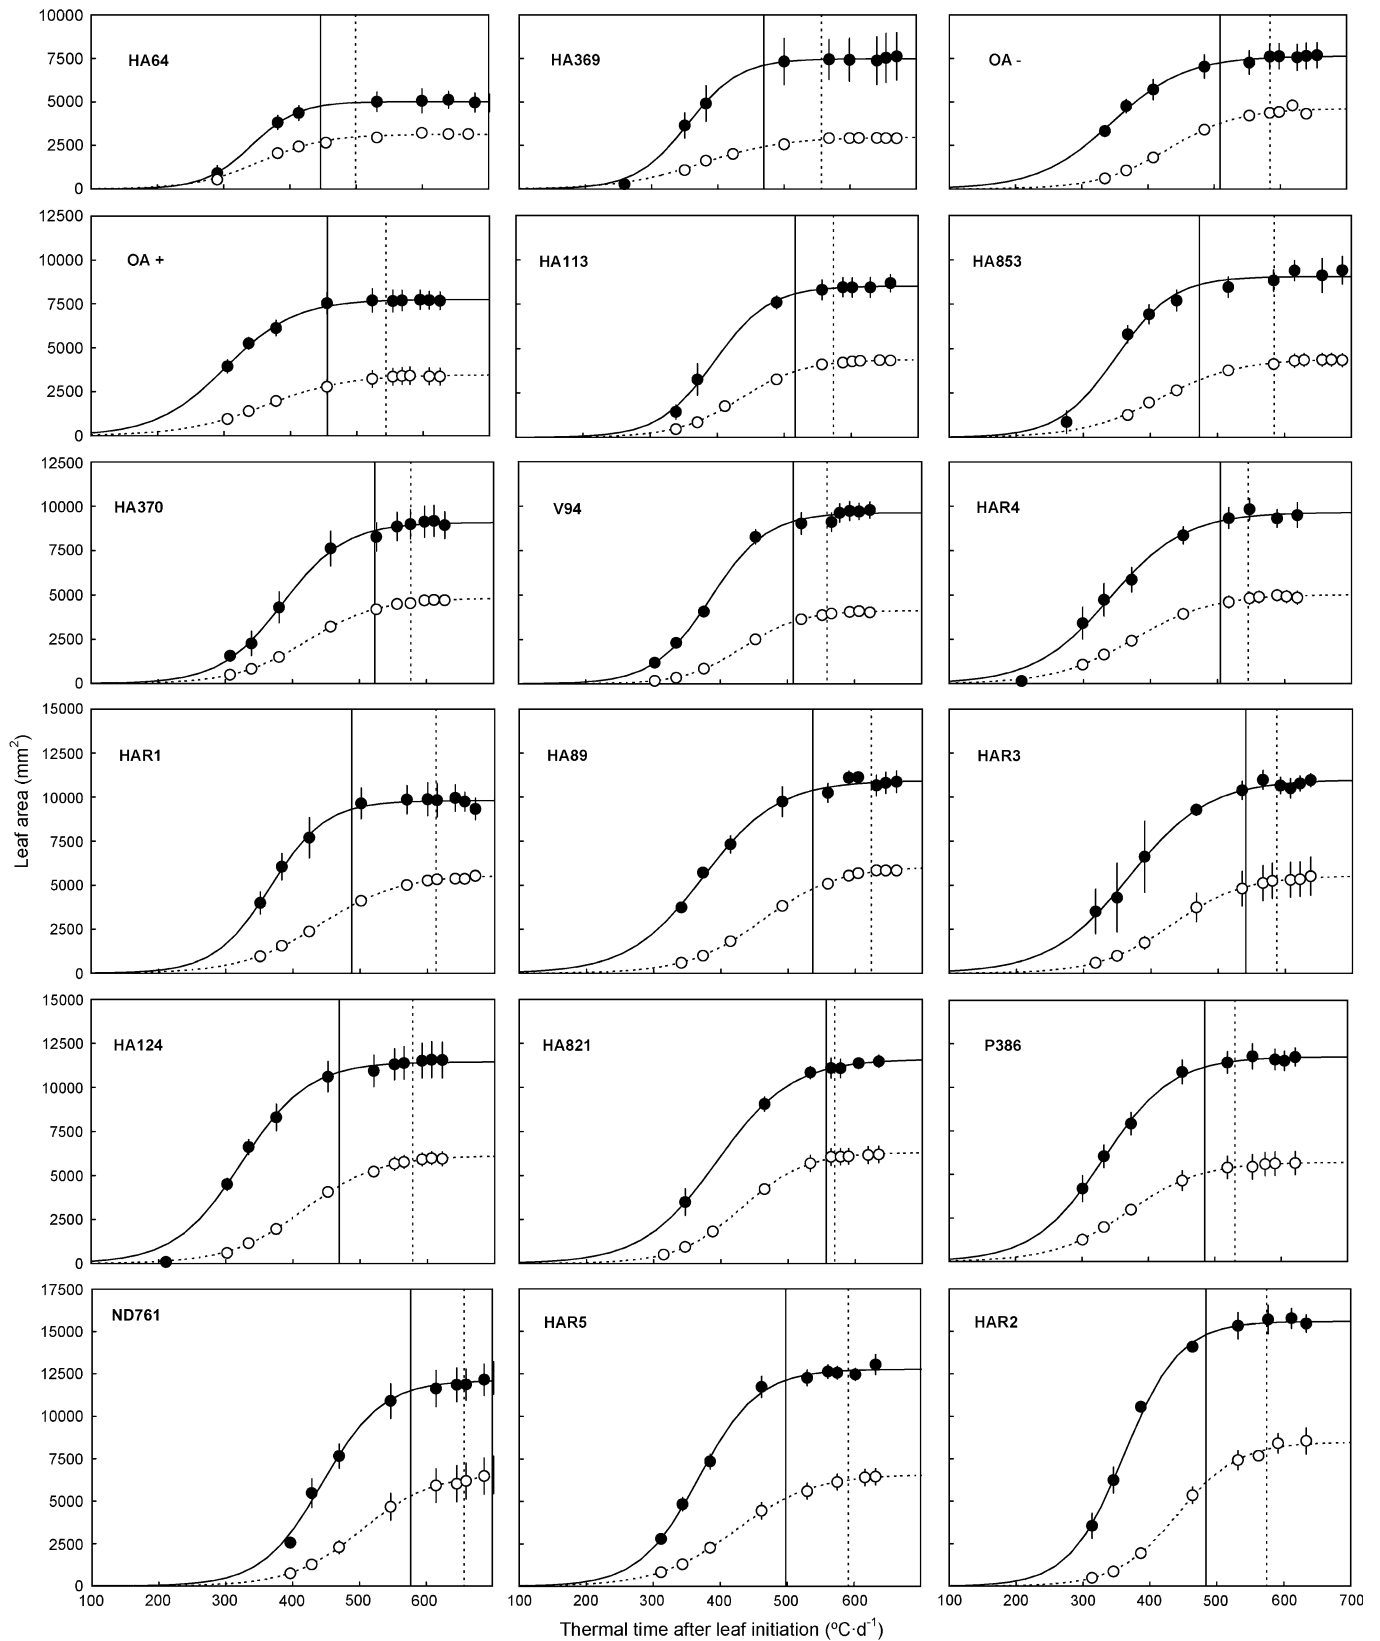 10000
7500
5000
2500
0
HA64
HA369
OA -
12500
10000
7500
5000
2500
0
OA +
HA113
HA853
12500
10000
7500
5000
2500
0
HA370
V94
HAR4
Leaf area (mm2)
15000
12500
10000
7500
5000
2500
0
HAR1
HA89
HAR3
15000
12500
10000
7500
5000
2500
0
HA124
HA821
P386
17500
15000
12500
10000
7500
5000
2500
0
ND761
HAR5
HAR2
100 200 300 400 500 600 100 200 300 400 500 600 100 200 300 400 500 600 700
Thermal time after leaf initiation (ºC·d-1)